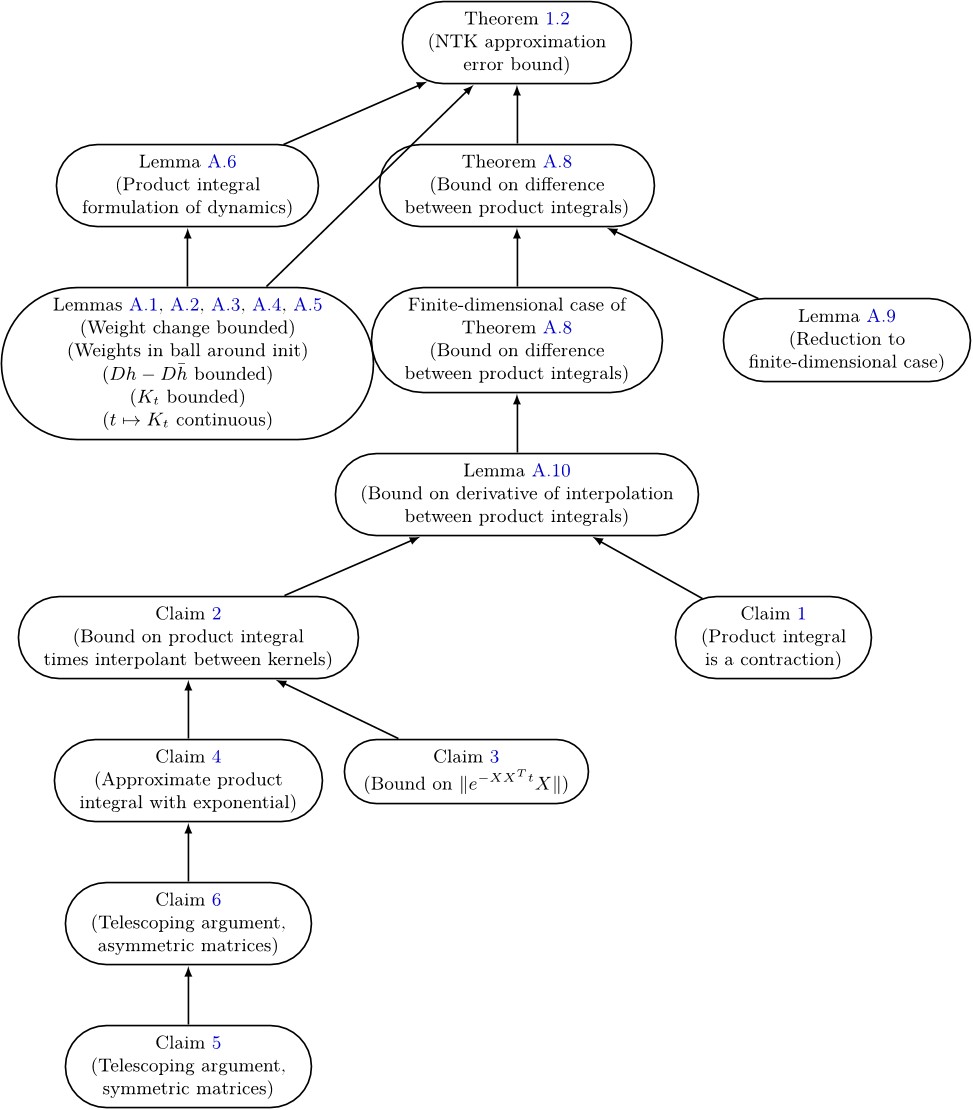 Theorem 1.2
(NTK approximation
error bound)
Lemma A.6
(Product integral
formulation of dynamics)
Theorem A.8
(Bound on difference
between product integrals)
Lemmas A.1, A.2, A.3, A.4, A.5
(Weight change bounded)
(Weights in ball around init)
(Dh − Dh̄ bounded)
(K_t bounded)
(t ↦ K_t continuous)
Finite-dimensional case of
Theorem A.8
(Bound on difference
between product integrals)
Lemma A.9
(Reduction to
finite-dimensional case)
Lemma A.10
(Bound on derivative of interpolation
between product integrals)
Claim 2
(Bound on product integral
times interpolant between kernels)
Claim 1
(Product integral
is a contraction)
Claim 4
(Approximate product
integral with exponential)
Claim 3
(Bound on ‖e^{−XX^T t}X‖)
Claim 6
(Telescoping argument,
asymmetric matrices)
Claim 5
(Telescoping argument,
symmetric matrices)